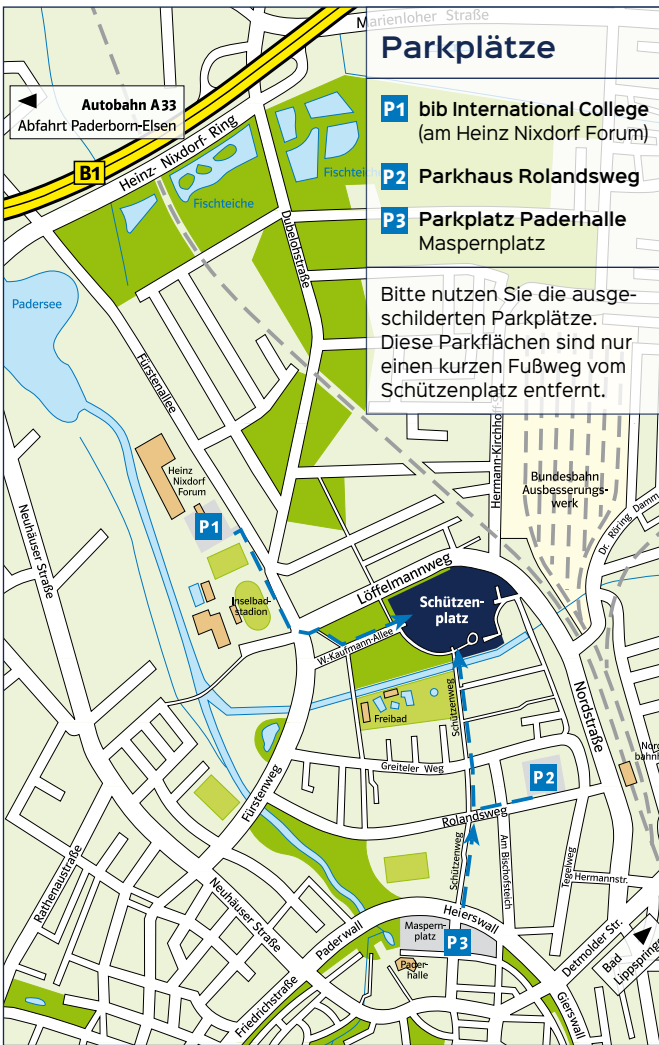 Marienloher Straße
Parkplätze
P1 bib International College
(am Heinz Nixdorf Forum)
P2 Parkhaus Rolandsweg
P3 Parkplatz Paderhalle
Maspernplatz
Bitte nutzen Sie die ausge-
schilderten Parkplätze.
Diese Parkflächen sind nur
einen kurzen Fußweg vom
Schützenplatz entfernt.
Autobahn A 33
Abfahrt Paderborn-Elsen
B1
Heinz-Nixdorf-Ring
Fischteiche
Fischteiche
Dubelohstraße
Padersee
Fürstenallee
Hermann-Kirchhoff
Heinz
Nixdorf
Forum
P1
Bundesbahn
Ausbesserungs-
werk
Dr. Röring Damm
Neuhäuser Straße
Inselbad-
stadion
Löffelmannweg
Schützen-
platz
W-Kaufmann-Allee
Freibad
Schützenweg
Nordstraße
Greiteler Weg
P2
Fürstenweg
Rolandsweg
Schützenweg
Am Bischofsteich
Tegelweg
Hermannstr.
Rathenaustraße
Neuhäuser Straße
Paderwall
Heierswall
Maspern-
platz
P3
Pader-
halle
Detmolder Str.
Bad
Lippspringe
Friedrichstraße
Gierswall